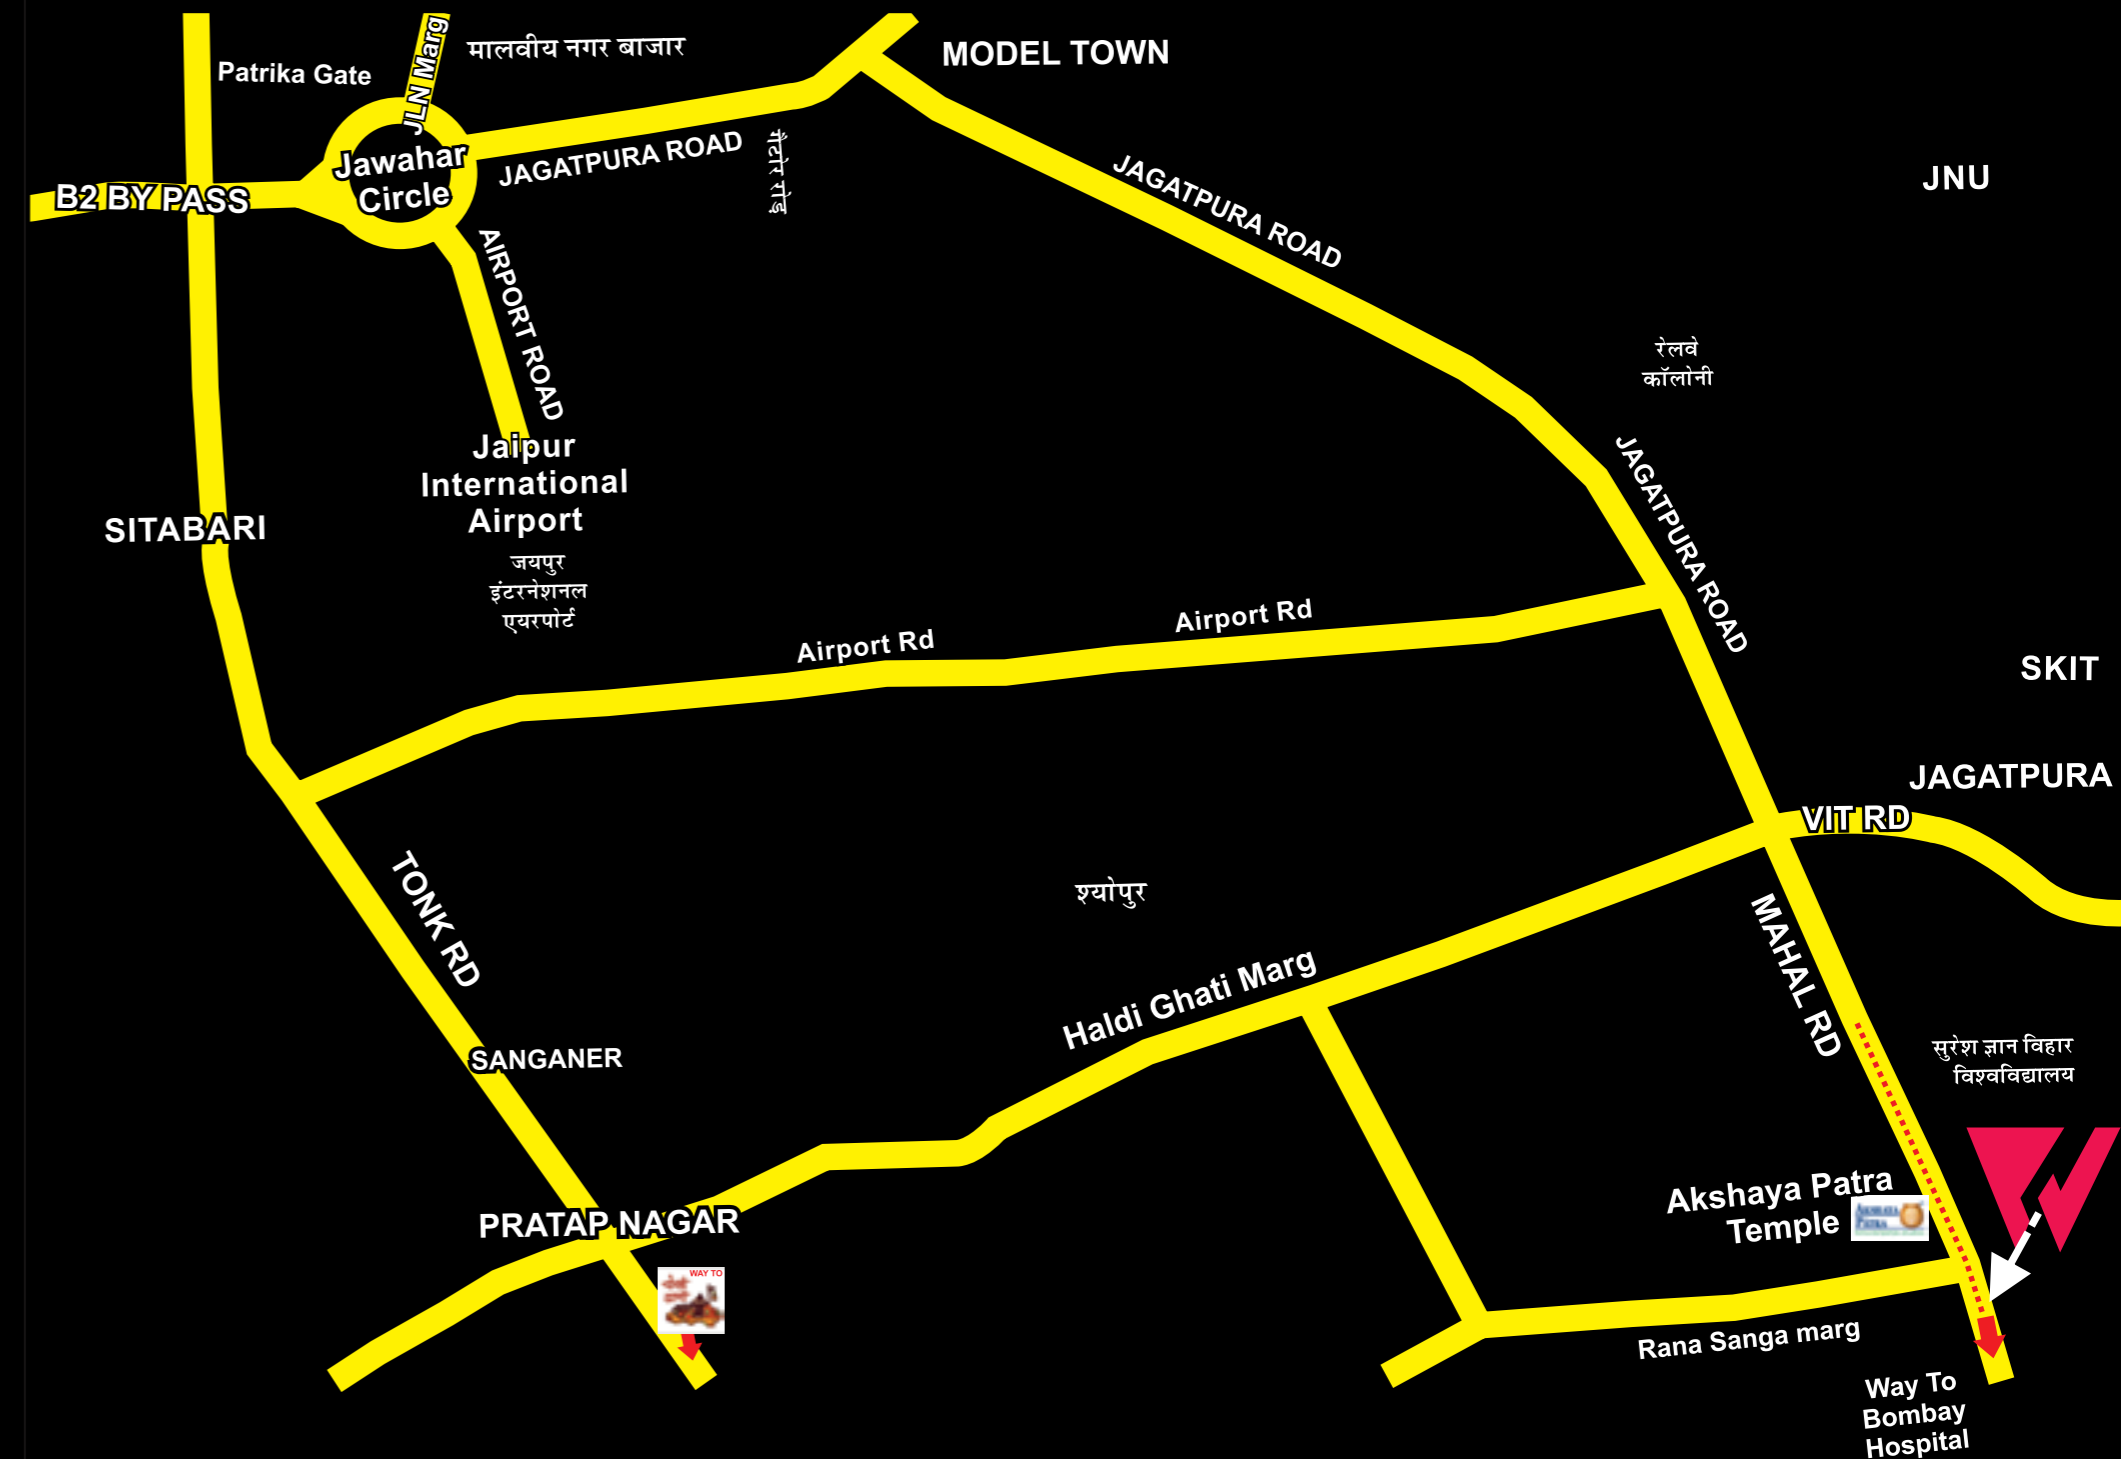 JLN Marg
मालवीय नगर बाजार
MODEL TOWN
Patrika Gate
Jawahar
Circle
JAGATPURA ROAD
गैटोर रोड़
B2 BY PASS
JAGATPURA ROAD
JNU
AIRPORT ROAD
रेलवे
कॉलोनी
Jaipur
International
Airport
SITABARI
जयपुर
इंटरनेशनल
एयरपोर्ट
JAGATPURA ROAD
Airport Rd
Airport Rd
SKIT
JAGATPURA
VIT RD
TONK RD
श्योपुर
MAHAL RD
Haldi Ghati Marg
SANGANER
सुरेश ज्ञान विहार
विश्वविद्यालय
Akshaya Patra
Temple
AKSHAYA
PATRA
PRATAP NAGAR
WAY TO
Rana Sanga marg
Way To
Bombay
Hospital